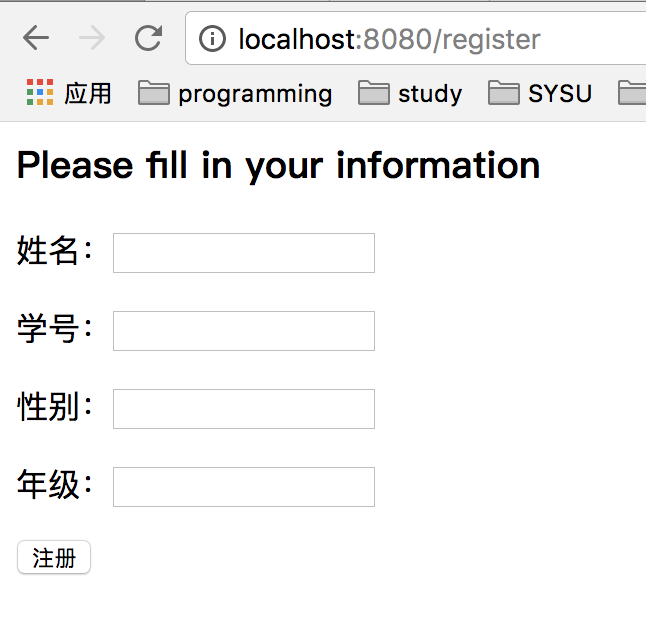 localhost:8080/register
应用 programming study SYSU
Please fill in your information
姓名：
学号：
性别：
年级：
注册